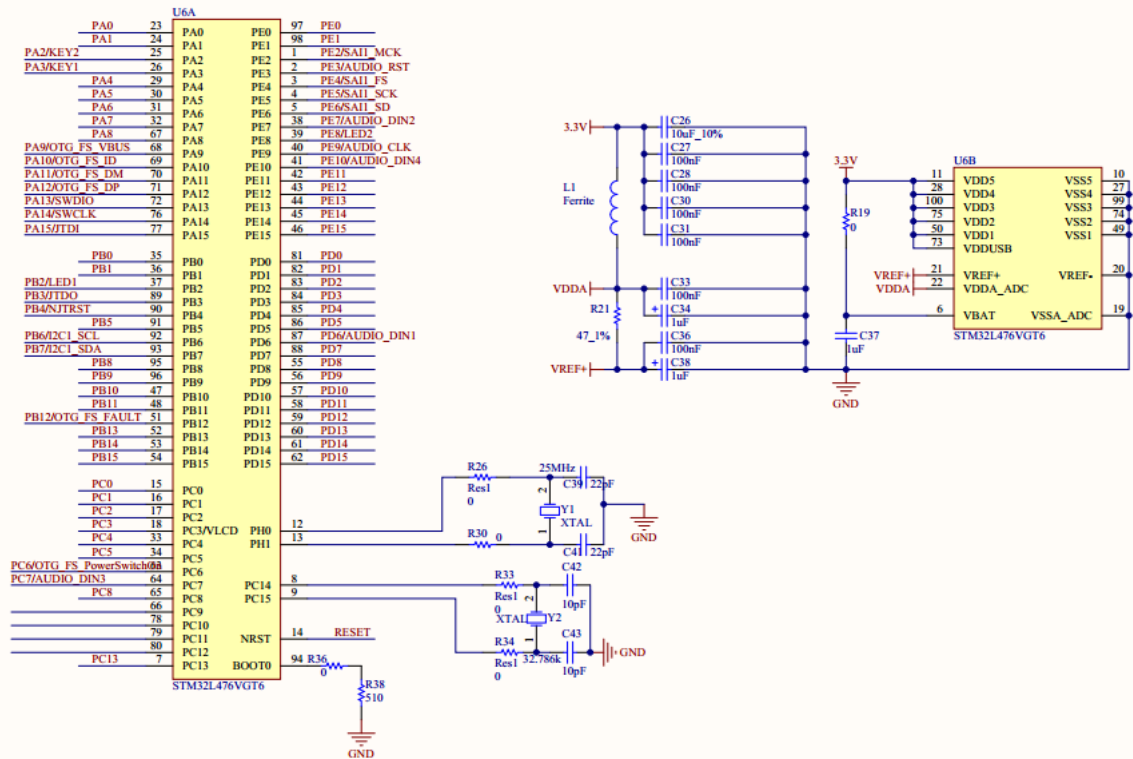 U6A
PA0 23 PA0 PE0 97 PE0
PA1 24 PA1 PE1 98 PE1
PA2/KEY2 25 PA2 PE2 1 PE2/SAI1_MCK
PA3/KEY1 26 PA3 PE3 2 PE3/AUDIO_RST
PA4 29 PA4 PE4 3 PE4/SAI1_FS
PA5 30 PA5 PE5 4 PE5/SAI1_SCK
PA6 31 PA6 PE6 5 PE6/SAI1_SD
PA7 32 PA7 PE7 38 PE7/AUDIO_DIN2
PA8 67 PA8 PE8 39 PE8/LED2
PA9/OTG_FS_VBUS 68 PA9 PE9 40 PE9/AUDIO_CLK
PA10/OTG_FS_ID 69 PA10 PE10 41 PE10/AUDIO_DIN4
PA11/OTG_FS_DM 70 PA11 PE11 42 PE11
PA12/OTG_FS_DP 71 PA12 PE12 43 PE12
PA13/SWDIO 72 PA13 PE13 44 PE13
PA14/SWCLK 76 PA14 PE14 45 PE14
PA15/JTDI 77 PA15 PE15 46 PE15
PB0 35 PB0 PD0 81 PD0
PB1 36 PB1 PD1 82 PD1
PB2/LED1 37 PB2 PD2 83 PD2
PB3/JTDO 89 PB3 PD3 84 PD3
PB4/NJTRST 90 PB4 PD4 85 PD4
PB5 91 PB5 PD5 86 PD5
PB6/I2C1_SCL 92 PB6 PD6 87 PD6/AUDIO_DIN1
PB7/I2C1_SDA 93 PB7 PD7 88 PD7
PB8 95 PB8 PD8 55 PD8
PB9 96 PB9 PD9 56 PD9
PB10 47 PB10 PD10 57 PD10
PB11 48 PB11 PD11 58 PD11
PB12/OTG_FS_FAULT 51 PB12 PD12 59 PD12
PB13 52 PB13 PD13 60 PD13
PB14 53 PB14 PD14 61 PD14
PB15 54 PB15 PD15 62 PD15
PC0 15 PC0
PC1 16 PC1
PC2 17 PC2
PC3 18 PC3/VLCD PH0 12
PC4 33 PC4 PH1 13
PC5 34 PC5
PC6/OTG_FS_PowerSwitchOn 63 PC6
PC7/AUDIO_DIN3 64 PC7 PC14 8
PC8 65 PC8 PC15 9
66 PC9
78 PC10
79 PC11 NRST 14 RESET
80 PC12
PC13 7 PC13 BOOT0 94
STM32L476VGT6
R36
0
R38
510
GND
R26
Res1
0
R30 0
25MHz
C39 22pF
2
Y1
XTAL
1
C41 22pF
GND
R33
Res1
0
C42
10pF
2
XTAL Y2
1
R34
Res1
0
32.786k
C43
10pF
GND
3.3V
L1
Ferrite
C26
10uF_10%
C27
100nF
C28
100nF
C30
100nF
C31
100nF
VDDA
C33
100nF
R21
47_1%
+ C34
1uF
C36
100nF
VREF+
+ C38
1uF
3.3V
R19
0
C37
1uF
GND
U6B
11 VDD5 VSS5 10
28 VDD4 VSS4 27
100 VDD3 VSS3 99
75 VDD2 VSS2 74
50 VDD1 VSS1 49
73 VDDUSB
VREF+ 21 VREF+ VREF- 20
VDDA 22 VDDA_ADC
6 VBAT VSSA_ADC 19
STM32L476VGT6